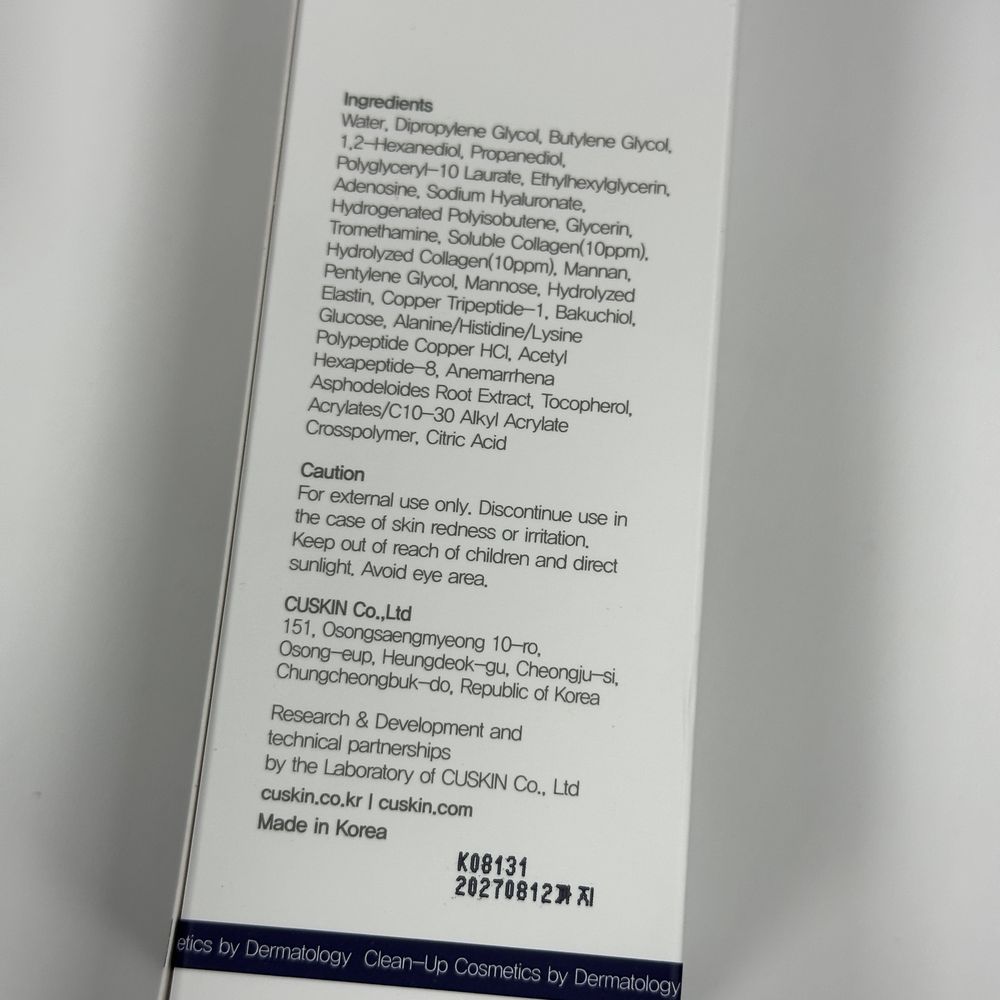 Ingredients
Water, Dipropylene Glycol, Butylene Glycol,
1,2-Hexanediol, Propanediol,
Polyglyceryl-10 Laurate, Ethylhexylglycerin,
Adenosine, Sodium Hyaluronate,
Hydrogenated Polyisobutene, Glycerin,
Tromethamine, Soluble Collagen(10ppm),
Hydrolyzed Collagen(10ppm), Mannan,
Pentylene Glycol, Mannose, Hydrolyzed
Elastin, Copper Tripeptide-1, Bakuchiol,
Glucose, Alanine/Histidine/Lysine
Polypeptide Copper HCl, Acetyl
Hexapeptide-8, Anemarrhena
Asphodeloides Root Extract, Tocopherol,
Acrylates/C10-30 Alkyl Acrylate
Crosspolymer, Citric Acid
Caution
For external use only. Discontinue use in
the case of skin redness or irritation.
Keep out of reach of children and direct
sunlight. Avoid eye area.
CUSKIN Co.,Ltd
151, Osongsaengmyeong 10-ro,
Osong-eup, Heungdeok-gu, Cheongju-si,
Chungcheongbuk-do, Republic of Korea
Research & Development and
technical partnerships
by the Laboratory of CUSKIN Co., Ltd
cuskin.co.kr | cuskin.com
Made in Korea
K08131
20270812까지
etics by Dermatology Clean-Up Cosmetics by Dermatology